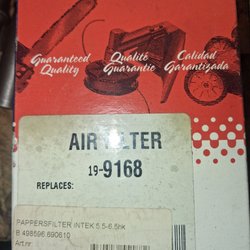 Guaranteed Quality
Qualité Garantie
Calidad Garantizada
AIR FILTER
19-9168
REPLACES:
PAPPERSFILTER INTEK 5,5-6,5hk
B 498596,690610
Art.nr: